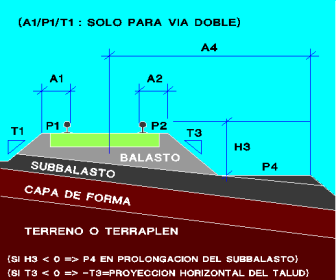 (A1/P1/T1 : SOLO PARA VIA DOBLE)
A4
A1 A2
P1 P2
T1 T3
H3
BALASTO
P4
SUBBALASTO
CAPA DE FORMA
TERRENO O TERRAPLEN
(SI H3 < 0 => P4 EN PROLONGACION DEL SUBBALASTO)
(SI T3 < 0 => -T3=PROYECCION HORIZONTAL DEL TALUD)